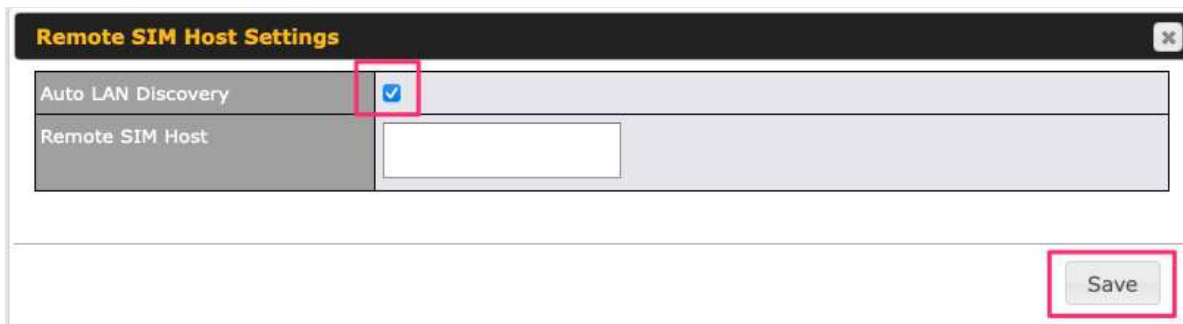 Remote SIM Host Settings
Auto LAN Discovery
Remote SIM Host
Save